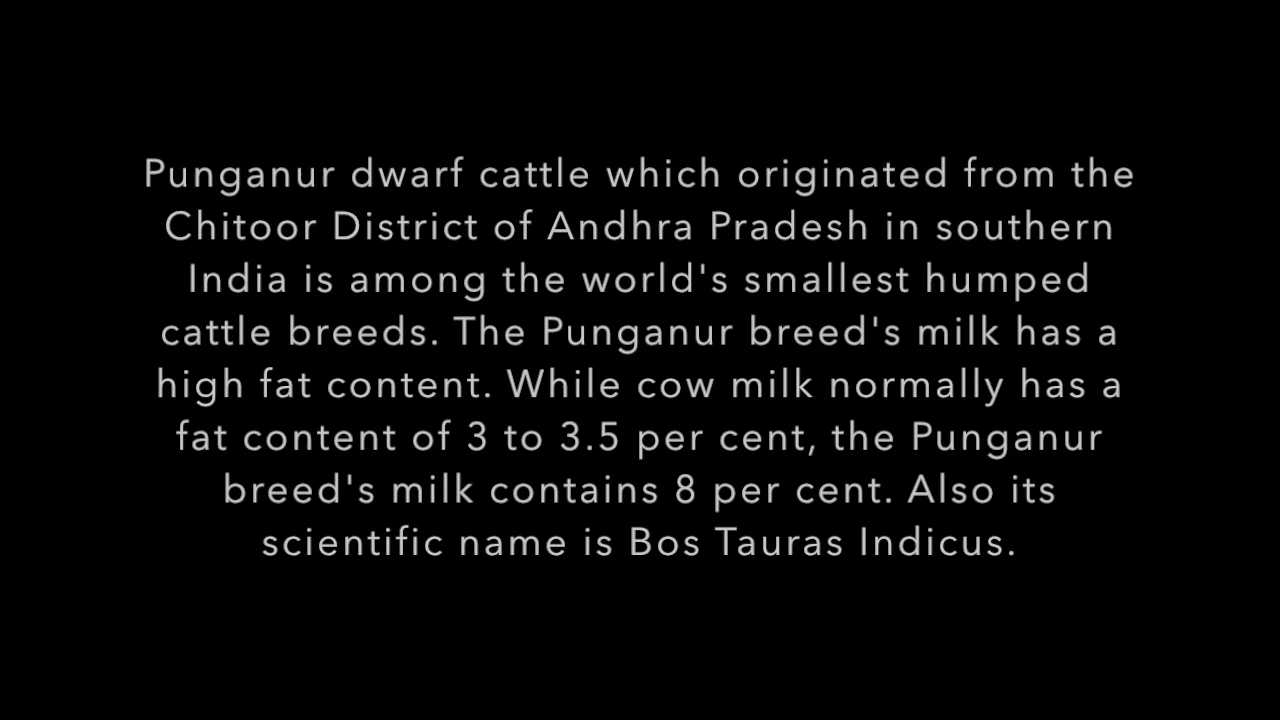 Punganur dwarf cattle which originated from the
Chitoor District of Andhra Pradesh in southern
India is among the world's smallest humped
cattle breeds. The Punganur breed's milk has a
high fat content. While cow milk normally has a
fat content of 3 to 3.5 per cent, the Punganur
breed's milk contains 8 per cent. Also its
scientific name is Bos Tauras Indicus.